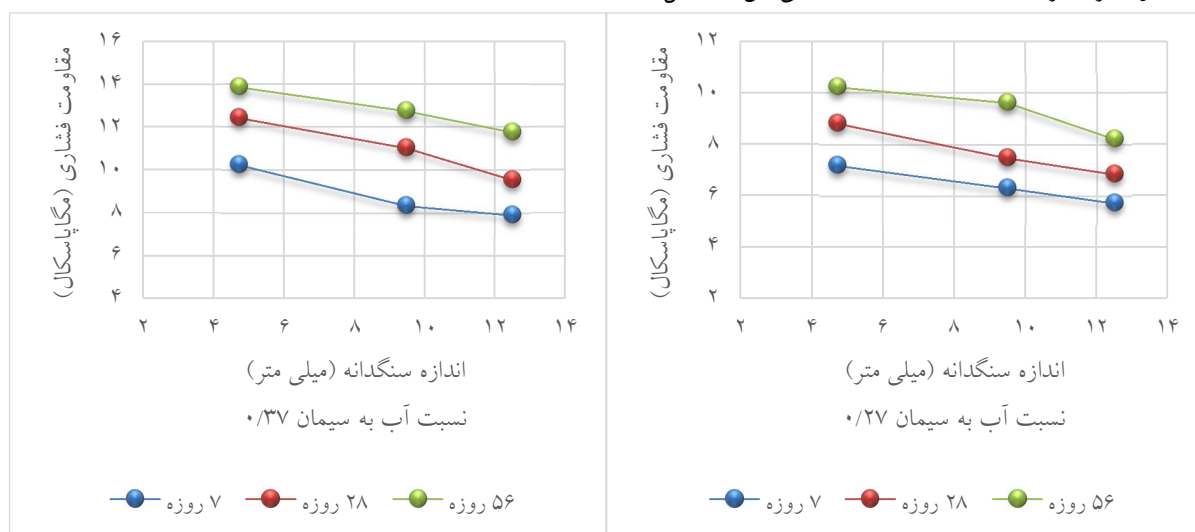 مقاومت فشاری (مگاپاسکال)
۱۶
۱۴
۱۲
۱۰
۸
۶
۴
۲ ۴ ۶ ۸ ۱۰ ۱۲ ۱۴
اندازه سنگدانه (میلی متر)
نسبت آب به سیمان ۰/۳۷
۷ روزه ۲۸ روزه ۵۶ روزه
مقاومت فشاری (مگاپاسکال)
۱۲
۱۰
۸
۶
۴
۲
۲ ۴ ۶ ۸ ۱۰ ۱۲ ۱۴
اندازه سنگدانه (میلی متر)
نسبت آب به سیمان ۰/۲۷
۷ روزه ۲۸ روزه ۵۶ روزه